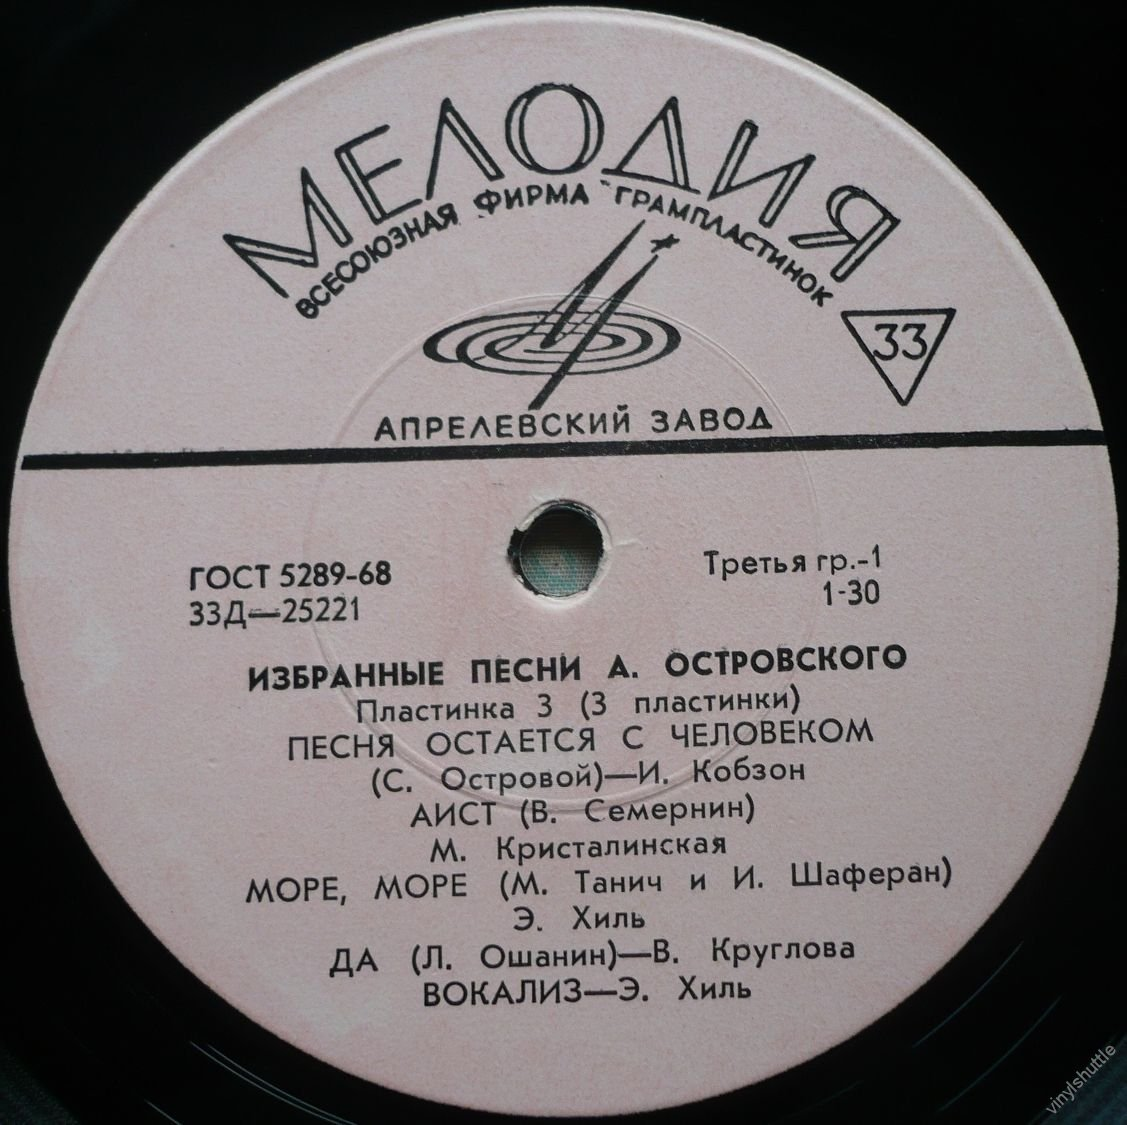 МЕЛОДИЯ
ВСЕСОЮЗНАЯ ФИРМА ГРАМПЛАСТИНОК
33
АПРЕЛЕВСКИЙ ЗАВОД
ГОСТ 5289-68
33Д—25221
Третья гр.-1
1-30
ИЗБРАННЫЕ ПЕСНИ А. ОСТРОВСКОГО
Пластинка 3 (3 пластинки)
ПЕСНЯ ОСТАЕТСЯ С ЧЕЛОВЕКОМ
(С. Островой)—И. Кобзон
АИСТ (В. Семернин)
М. Кристалинская
МОРЕ, МОРЕ (М. Танич и И. Шаферан)
Э. Хиль
ДА (Л. Ошанин)—В. Круглова
ВОКАЛИЗ—Э. Хиль
vinylshuttle